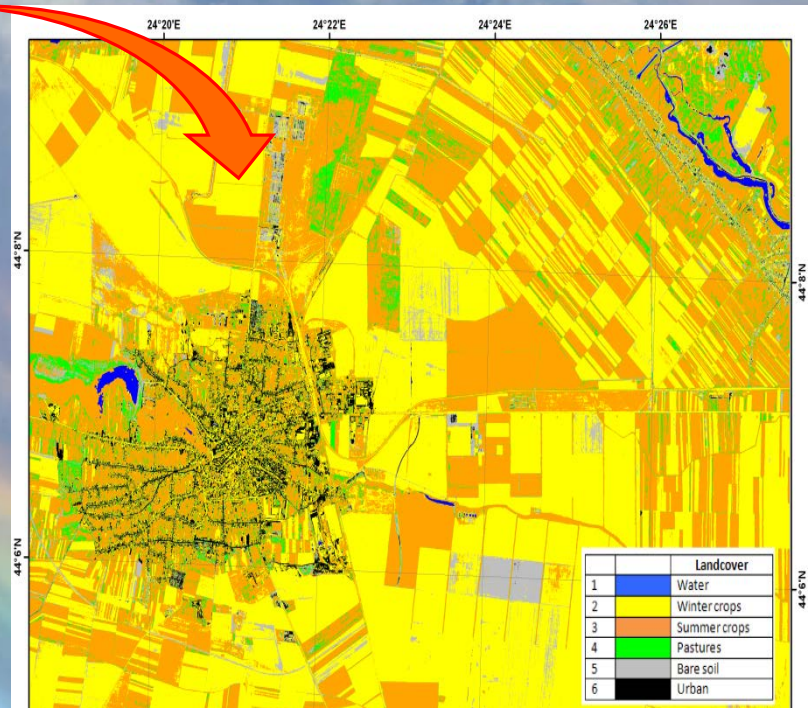 24°20'E 24°22'E 24°24'E 24°26'E
44°8'N
44°8'N
44°6'N
44°6'N
Landcover
1 Water
2 Winter crops
3 Summer crops
4 Pastures
5 Bare soil
6 Urban